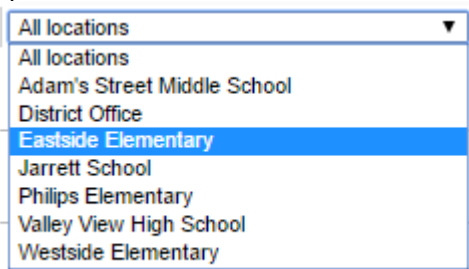 All locations ▼
All locations
Adam's Street Middle School
District Office
Eastside Elementary
Jarrett School
Philips Elementary
Valley View High School
Westside Elementary